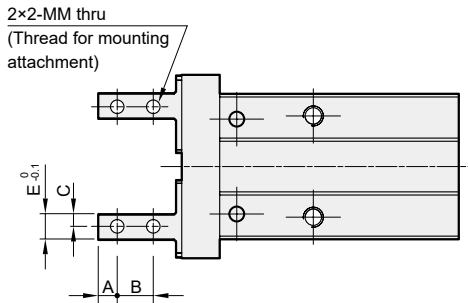 2×2-MM thru
(Thread for mounting
attachment)
E 0 -0.1
C
A B